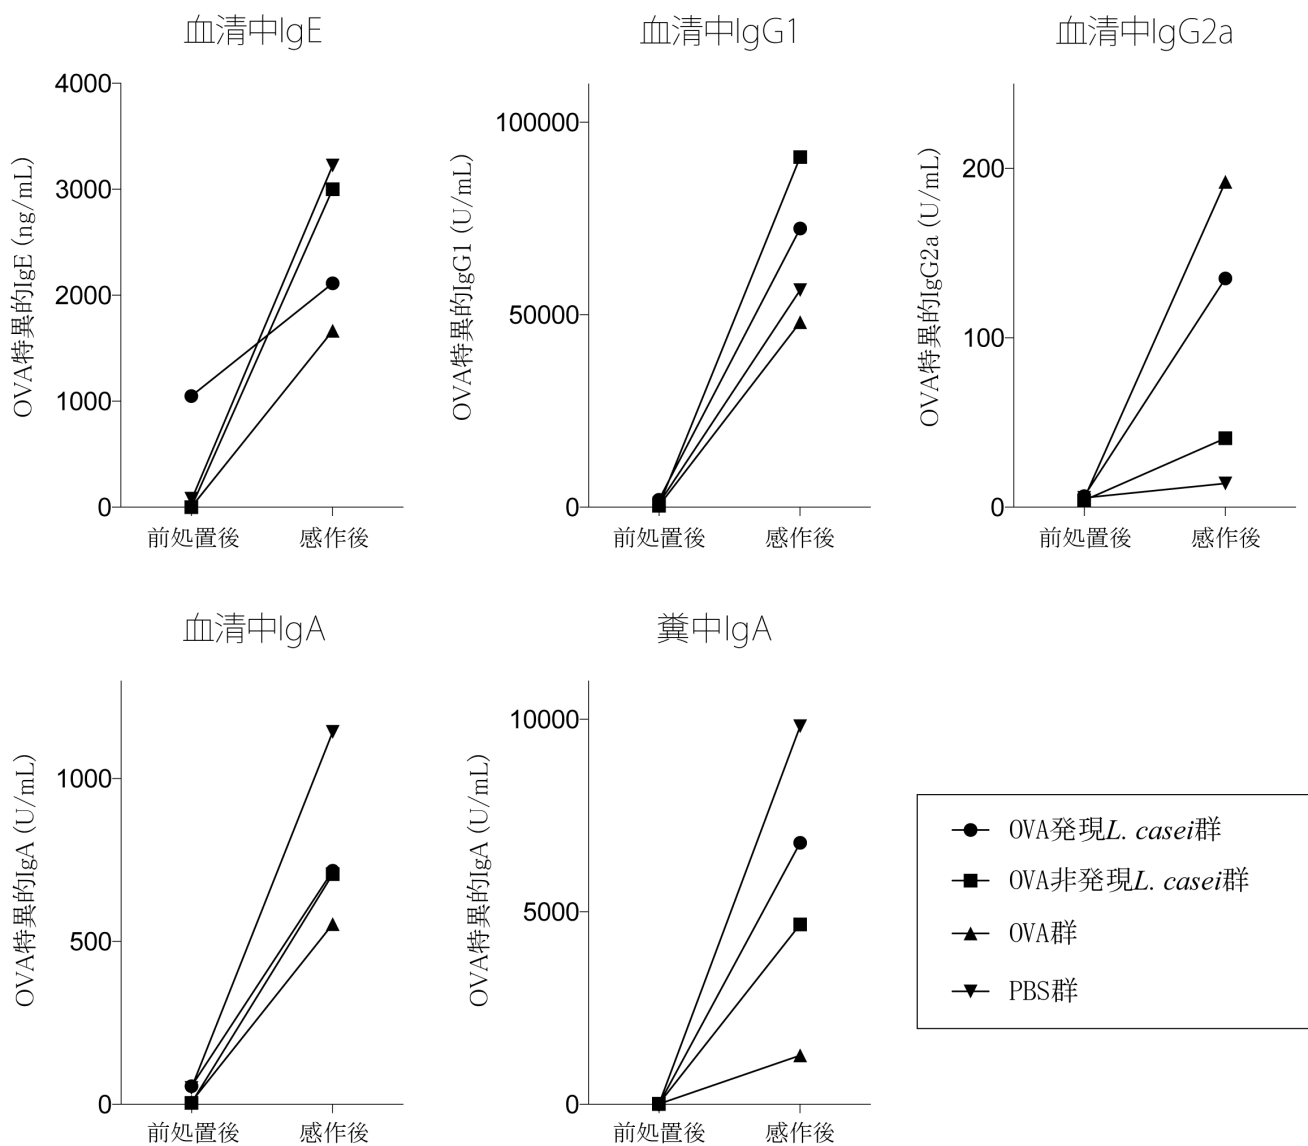 血清中IgE
4000
3000
2000
1000
0
OVA特異的IgE (ng/mL)
前処置後
感作後
血清中IgG1
100000
50000
0
OVA特異的IgG1 (U/mL)
前処置後
感作後
血清中IgG2a
200
100
0
OVA特異的IgG2a (U/mL)
前処置後
感作後
血清中IgA
1000
500
0
OVA特異的IgA (U/mL)
前処置後
感作後
糞中IgA
10000
5000
0
OVA特異的IgA (U/mL)
前処置後
感作後
OVA発現L. casei群
OVA非発現L. casei群
OVA群
PBS群